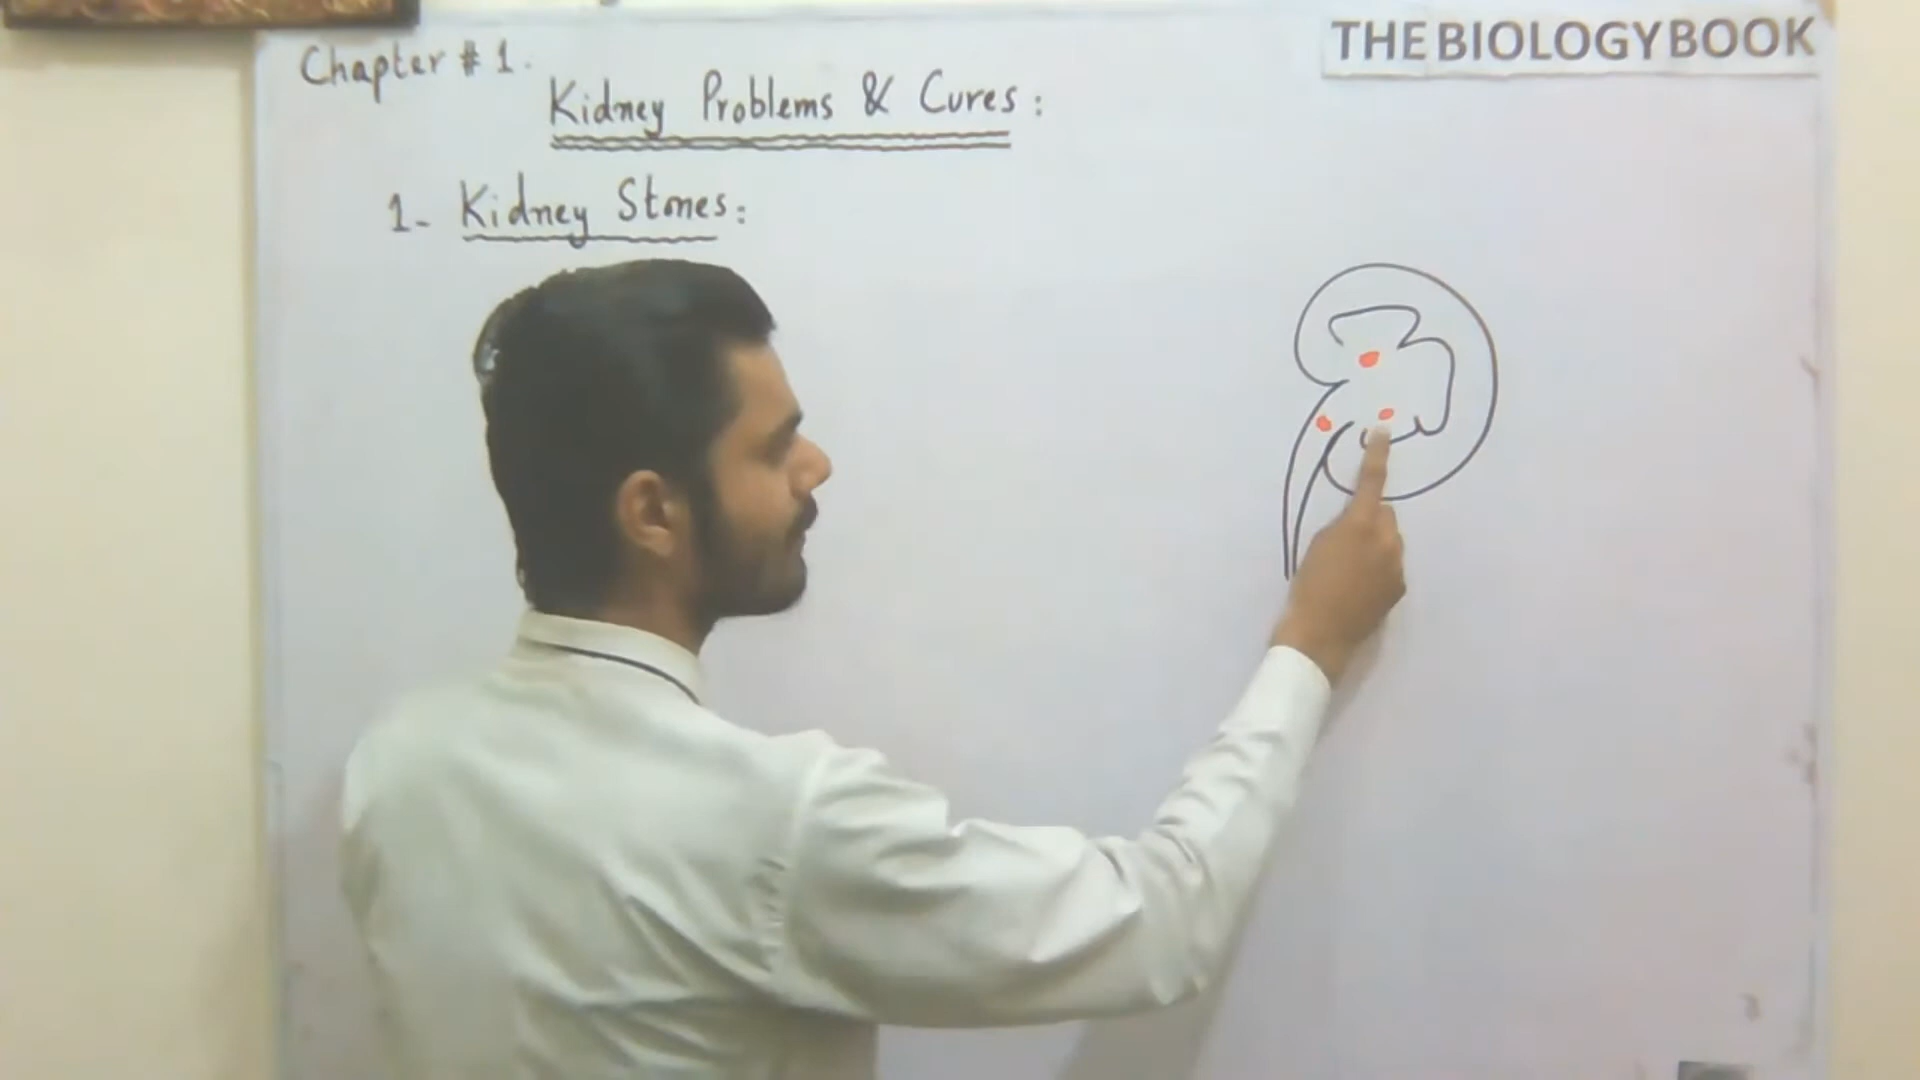 THE BIOLOGY BOOK
Chapter # 1.
Kidney Problems & Cures:
1- Kidney Stones: